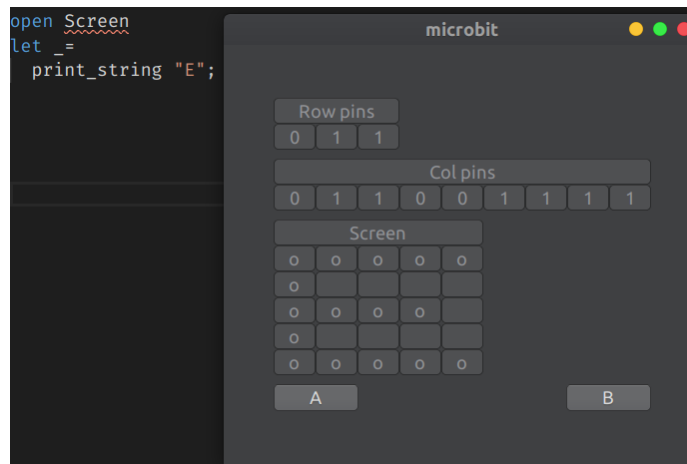 open Screen
let _=
print_string "E";
microbit
Row pins
0 1 1
Col pins
0 1 1 0 0 1 1 1 1
Screen
o o o o o
o
o o o o
o
o o o o o
A B